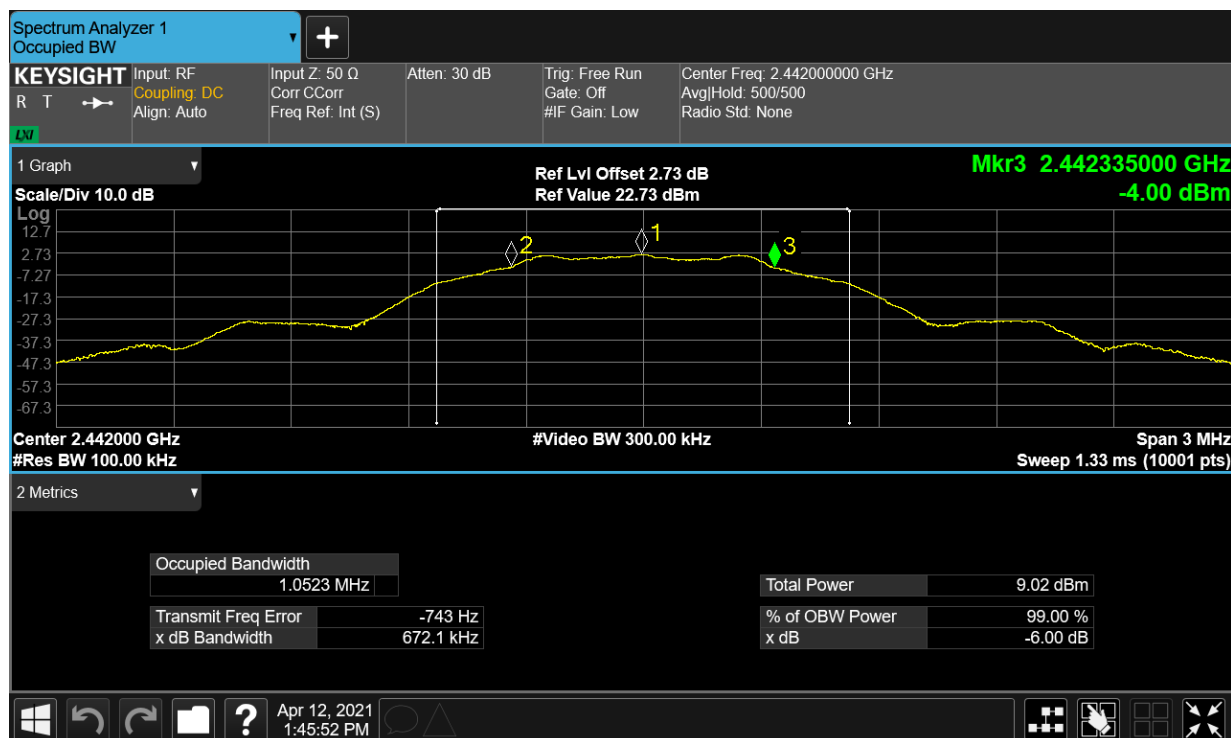 Spectrum Analyzer 1
Occupied BW
KEYSIGHT
R T
LXI
Input: RF
Coupling: DC
Align: Auto
Input Z: 50 Ω
Corr CCorr
Freq Ref: Int (S)
Atten: 30 dB
Trig: Free Run
Gate: Off
#IF Gain: Low
Center Freq: 2.442000000 GHz
Avg|Hold: 500/500
Radio Std: None
1 Graph
Scale/Div 10.0 dB
Ref Lvl Offset 2.73 dB
Ref Value 22.73 dBm
Mkr3 2.442335000 GHz
-4.00 dBm
Log
12.7
2.73
-7.27
-17.3
-27.3
-37.3
-47.3
-57.3
-67.3
2
1
3
Center 2.442000 GHz
#Res BW 100.00 kHz
#Video BW 300.00 kHz
Span 3 MHz
Sweep 1.33 ms (10001 pts)
2 Metrics
Occupied Bandwidth
1.0523 MHz
Transmit Freq Error -743 Hz
x dB Bandwidth 672.1 kHz
Total Power 9.02 dBm
% of OBW Power 99.00 %
x dB -6.00 dB
?
Apr 12, 2021
1:45:52 PM